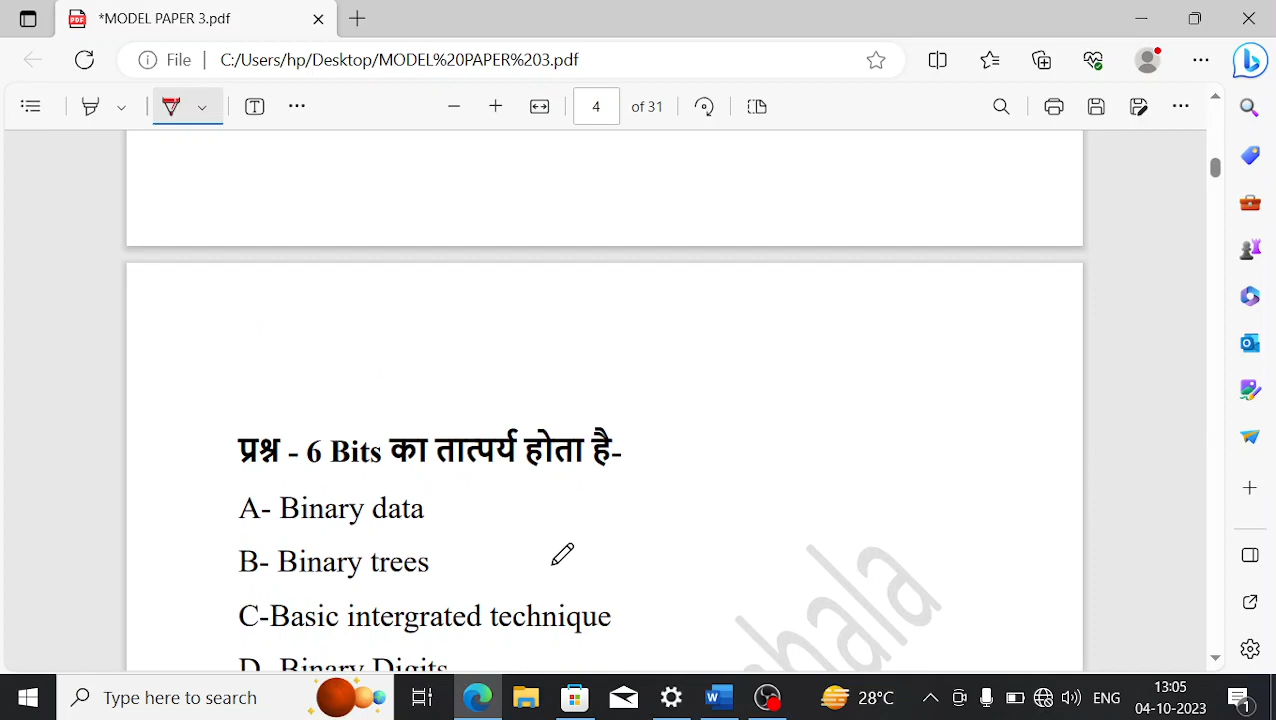 *MODEL PAPER 3.pdf
File C:/Users/hp/Desktop/MODEL%20PAPER%203.pdf
4 of 31
प्रश्न - 6 Bits का तात्पर्य होता है-
A- Binary data
B- Binary trees
C-Basic intergrated technique
D- Binary Digits
Type here to search
28°C
ENG
13:05
04-10-2023
1